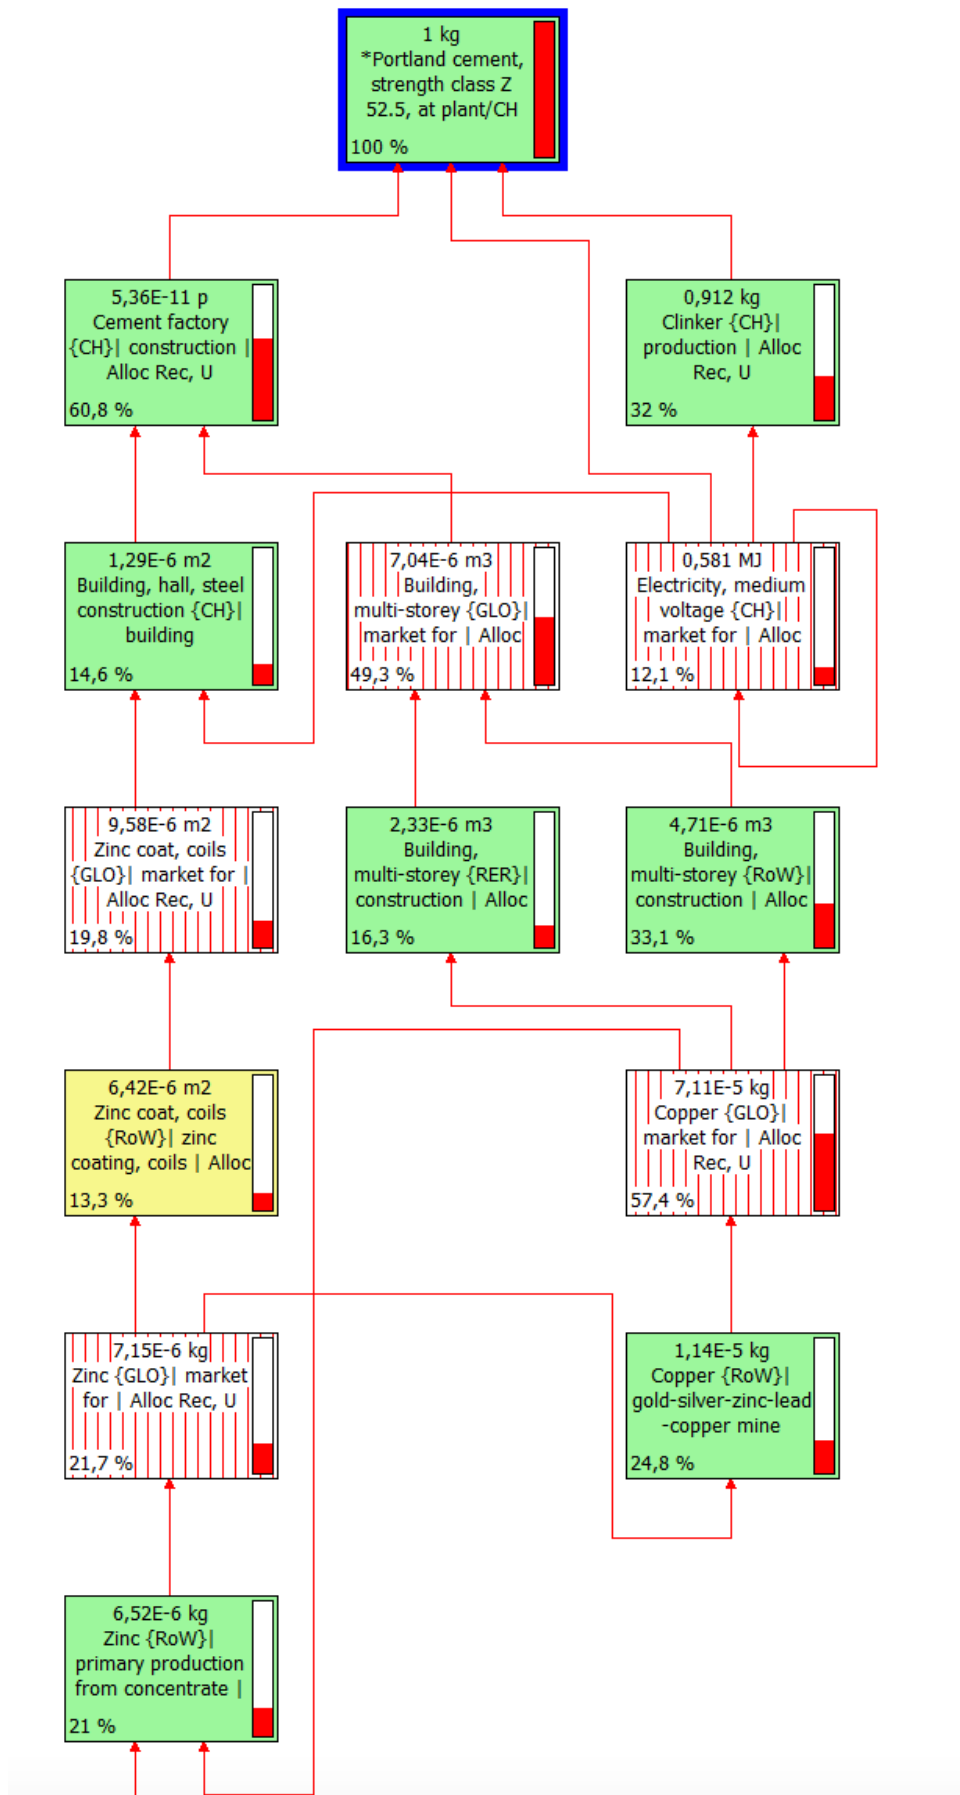 1 kg
*Portland cement,
strength class Z
52.5, at plant/CH
100 %
5,36E-11 p
Cement factory
{CH}| construction |
Alloc Rec, U
60,8 %
0,912 kg
Clinker {CH}|
production | Alloc
Rec, U
32 %
1,29E-6 m2
Building, hall, steel
construction {CH}|
building
14,6 %
7,04E-6 m3
Building,
multi-storey {GLO}|
market for | Alloc
49,3 %
0,581 MJ
Electricity, medium
voltage {CH}|
market for | Alloc
12,1 %
9,58E-6 m2
Zinc coat, coils
{GLO}| market for |
Alloc Rec, U
19,8 %
2,33E-6 m3
Building,
multi-storey {RER}|
construction | Alloc
16,3 %
4,71E-6 m3
Building,
multi-storey {RoW}|
construction | Alloc
33,1 %
6,42E-6 m2
Zinc coat, coils
{RoW}| zinc
coating, coils | Alloc
13,3 %
7,11E-5 kg
Copper {GLO}|
market for | Alloc
Rec, U
57,4 %
7,15E-6 kg
Zinc {GLO}| market
for | Alloc Rec, U
21,7 %
1,14E-5 kg
Copper {RoW}|
gold-silver-zinc-lead
-copper mine
24,8 %
6,52E-6 kg
Zinc {RoW}|
primary production
from concentrate |
21 %